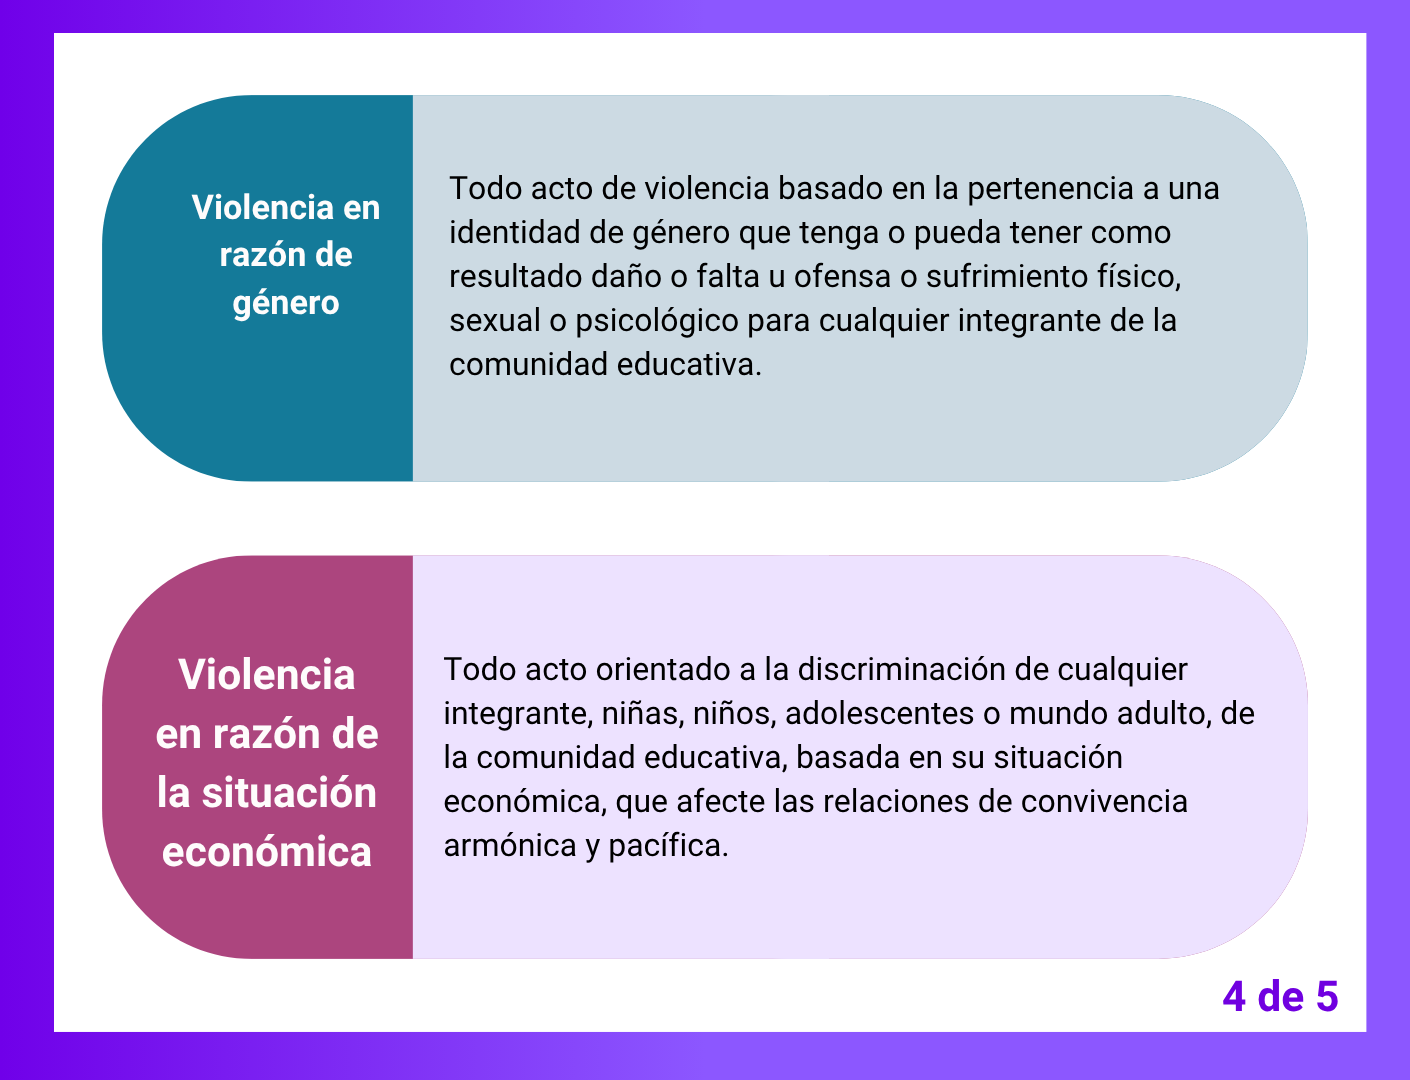 Violencia en
razón de
género
Todo acto de violencia basado en la pertenencia a una
identidad de género que tenga o pueda tener como
resultado daño o falta u ofensa o sufrimiento físico,
sexual o psicológico para cualquier integrante de la
comunidad educativa.
Violencia
en razón de
la situación
económica
Todo acto orientado a la discriminación de cualquier
integrante, niñas, niños, adolescentes o mundo adulto, de
la comunidad educativa, basada en su situación
económica, que afecte las relaciones de convivencia
armónica y pacífica.
4 de 5